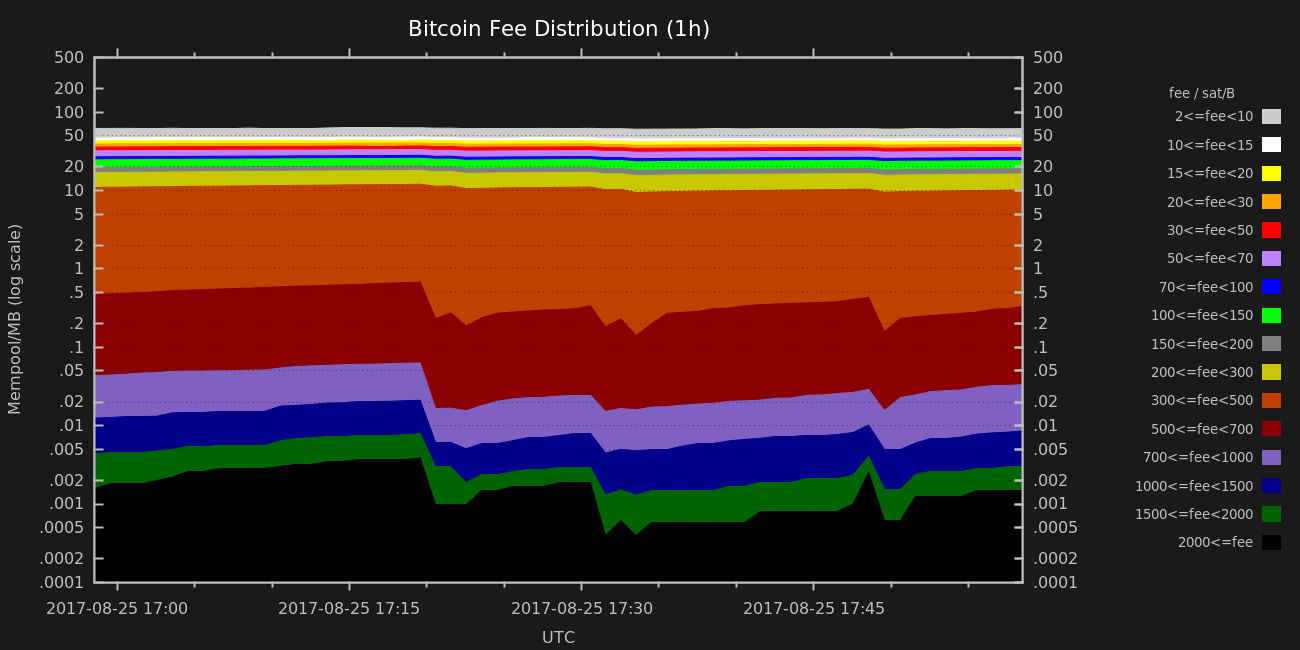 Bitcoin Fee Distribution (1h)
Mempool/MB (log scale)
500
200
100
50
20
10
5
2
1
.5
.2
.1
.05
.02
.01
.005
.002
.001
.0005
.0002
.0001
500
200
100
50
20
10
5
2
1
.5
.2
.1
.05
.02
.01
.005
.002
.001
.0005
.0002
.0001
2017-08-25 17:00
2017-08-25 17:15
2017-08-25 17:30
2017-08-25 17:45
UTC
fee / sat/B
2<=fee<10
10<=fee<15
15<=fee<20
20<=fee<30
30<=fee<50
50<=fee<70
70<=fee<100
100<=fee<150
150<=fee<200
200<=fee<300
300<=fee<500
500<=fee<700
700<=fee<1000
1000<=fee<1500
1500<=fee<2000
2000<=fee